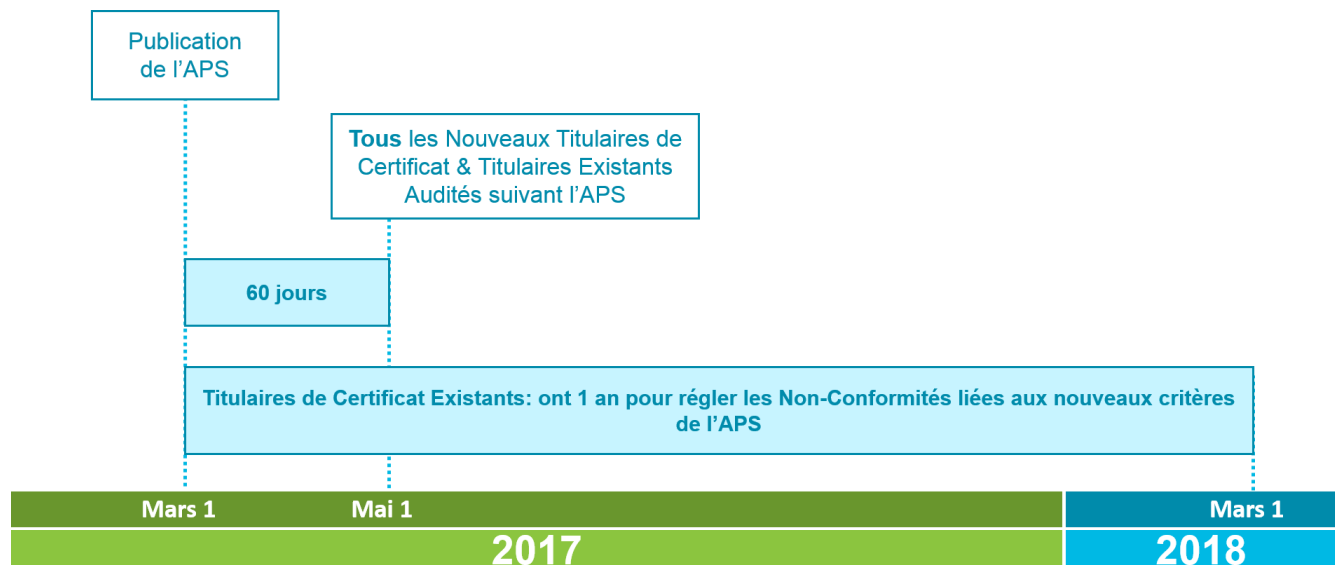 Publication
de l'APS
Tous les Nouveaux Titulaires de
Certificat & Titulaires Existants
Audités suivant l'APS
60 jours
Titulaires de Certificat Existants: ont 1 an pour régler les Non-Conformités liées aux nouveaux critères
de l'APS
Mars 1
Mai 1
Mars 1
2017
2018